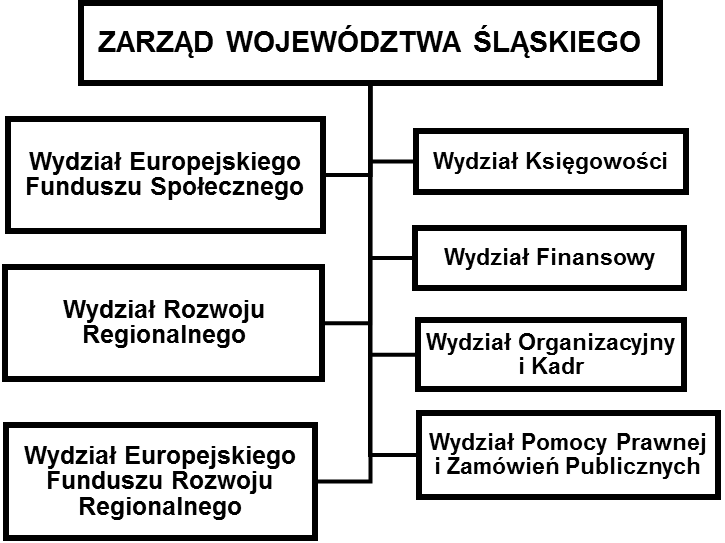 ZARZĄD WOJEWÓDZTWA ŚLĄSKIEGO
Wydział Europejskiego
Funduszu Społecznego
Wydział Rozwoju
Regionalnego
Wydział Europejskiego
Funduszu Rozwoju
Regionalnego
Wydział Księgowości
Wydział Finansowy
Wydział Organizacyjny
i Kadr
Wydział Pomocy Prawnej
i Zamówień Publicznych